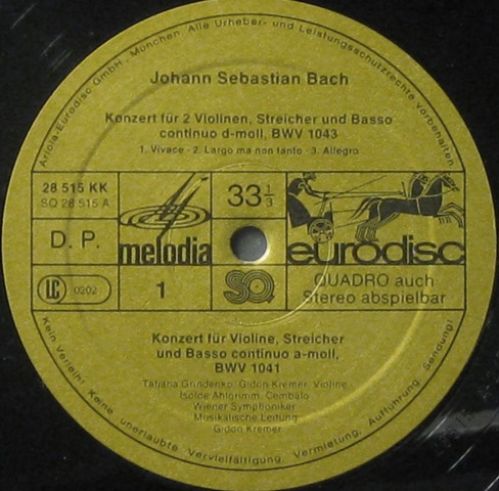 Ariola-Eurodisc GmbH, München. Alle Urheber- und Leistungsschutzrechte vorbehalten.
Johann Sebastian Bach
Konzert für 2 Violinen, Streicher und Basso
continuo d-moll, BWV 1043
1. Vivace - 2. Largo ma non tanto - 3. Allegro
28 515 KK
SQ 28 515 A
33 1/3
D. P.
melodia
eurodisc
LC 0202
1
SQ
QUADRO auch
Stereo abspielbar
Konzert für Violine, Streicher
und Basso continuo a-moll,
BWV 1041
Tatiana Grindenko, Gidon Kremer, Violine
Isolde Ahlgrimm, Cembalo
Wiener Symphoniker
Musikalische Leitung
Gidon Kremer
Kein Verleih! Keine unerlaubte Vervielfältigung, Vermietung, Aufführung, Sendung!